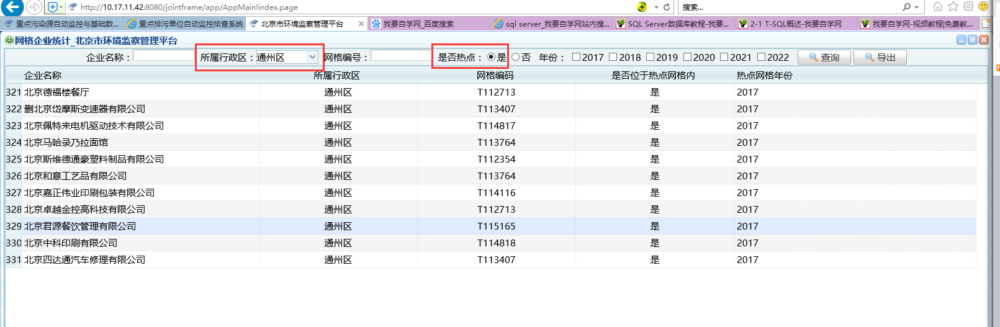 http://10.17.11.42:8080/jointframe/app/AppMain!index.page 搜索...
重点污染源自动监控与基础数... 重点排污单位自动监控排查系统 北京市环境监察管理平台 我要自学网_百度搜索 sql server_我要自学网站内搜... SQL Server数据库教程-我要... 2-1 T-SQL概述-我要自学网 我要自学网-视频教程|免费教...
网格企业统计_北京市环境监察管理平台
企业名称： 所属行政区：通州区 网格编号： 是否热点： 是 否 年份： 2017 2018 2019 2020 2021 2022 查询 导出
企业名称 所属行政区 网格编码 是否位于热点网格内 热点网格年份
321 北京德福楼餐厅 通州区 T112713 是 2017
322 删北京岱摩斯变速器有限公司 通州区 T113407 是 2017
323 北京佩特来电机驱动技术有限公司 通州区 T114817 是 2017
324 北京马哈录乃拉面馆 通州区 T113764 是 2017
325 北京斯维德通豪塑料制品有限公司 通州区 T112354 是 2017
326 北京和意工艺品有限公司 通州区 T113764 是 2017
327 北京嘉正伟业印刷包装有限公司 通州区 T114116 是 2017
328 北京卓越金控高科技有限公司 通州区 T112713 是 2017
329 北京君源餐饮管理有限公司 通州区 T115165 是 2017
330 北京中科印刷有限公司 通州区 T114818 是 2017
331 北京四达通汽车修理有限公司 通州区 T113407 是 2017